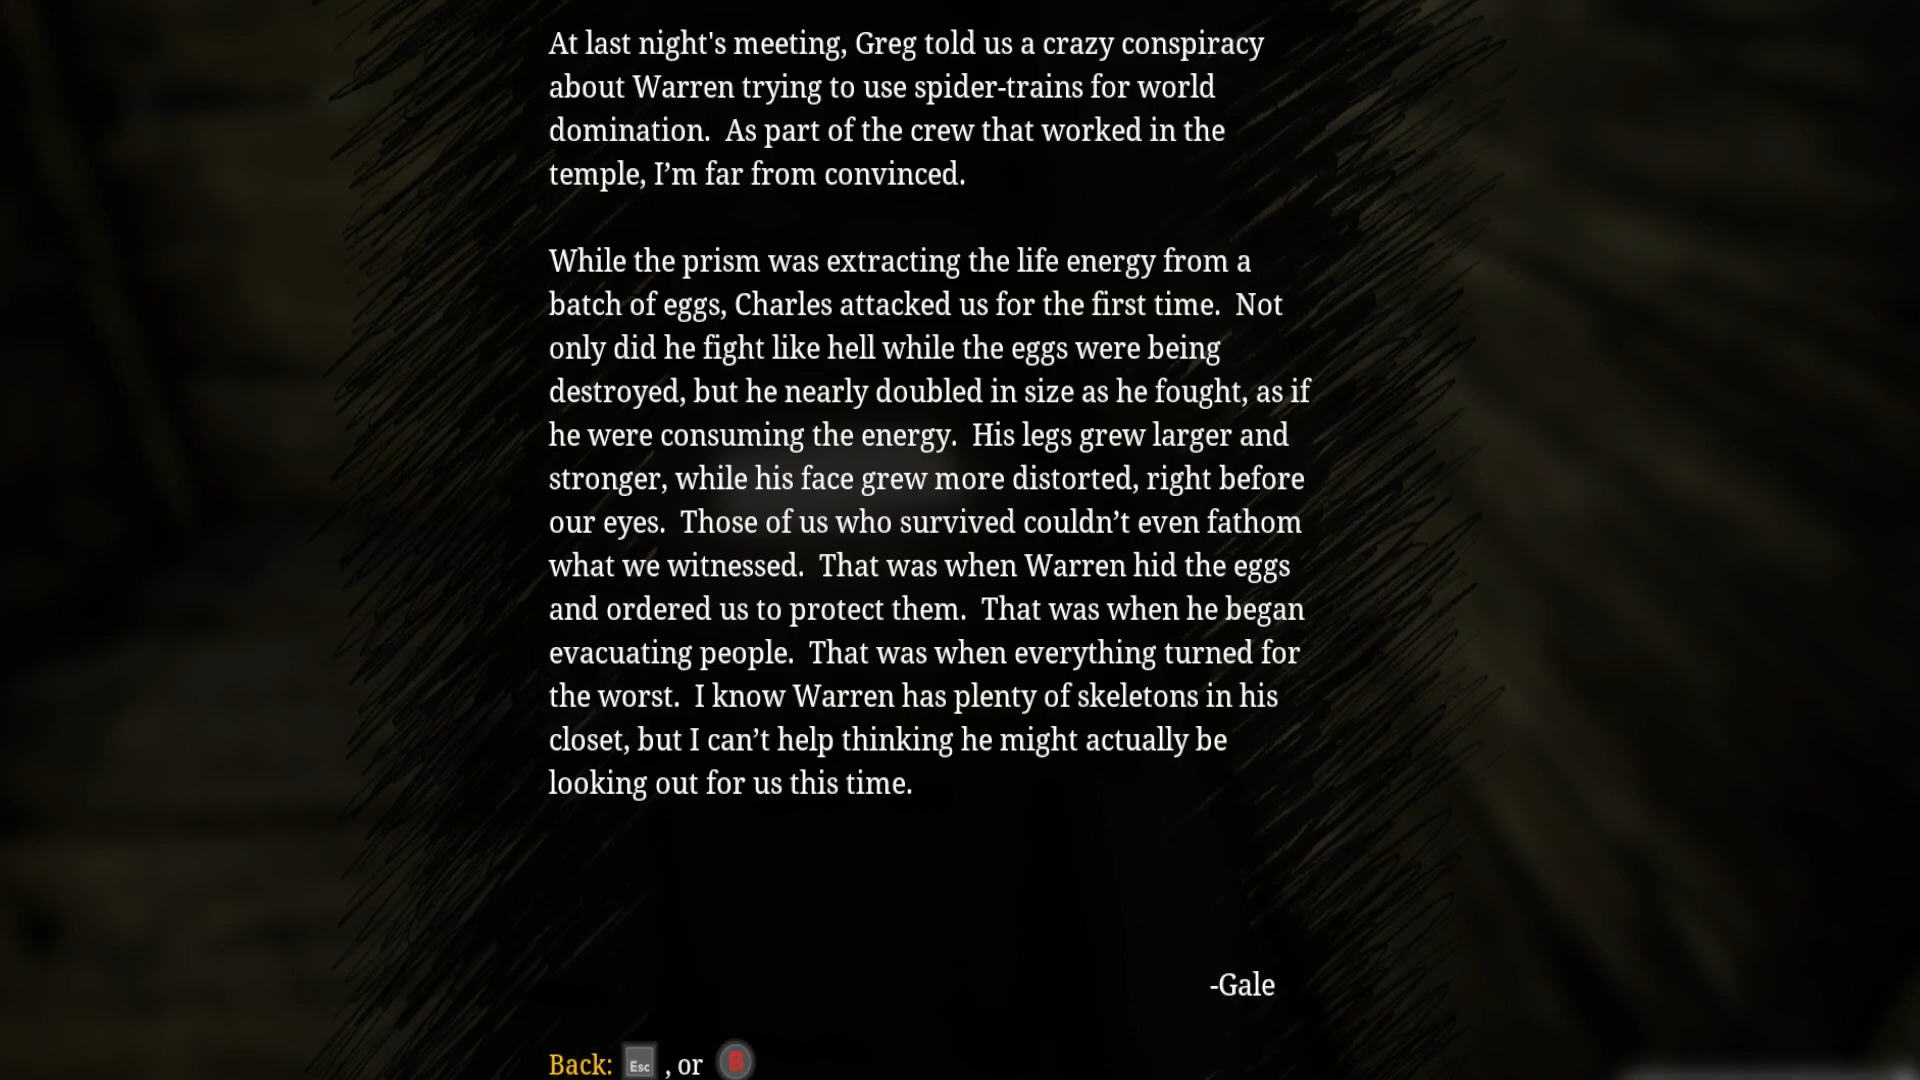 At last night's meeting, Greg told us a crazy conspiracy
about Warren trying to use spider-trains for world
domination.  As part of the crew that worked in the
temple, I’m far from convinced.
While the prism was extracting the life energy from a
batch of eggs, Charles attacked us for the first time.  Not
only did he fight like hell while the eggs were being
destroyed, but he nearly doubled in size as he fought, as if
he were consuming the energy.  His legs grew larger and
stronger, while his face grew more distorted, right before
our eyes.  Those of us who survived couldn’t even fathom
what we witnessed.  That was when Warren hid the eggs
and ordered us to protect them.  That was when he began
evacuating people.  That was when everything turned for
the worst.  I know Warren has plenty of skeletons in his
closet, but I can’t help thinking he might actually be
looking out for us this time.
-Gale
Back: Esc , or B